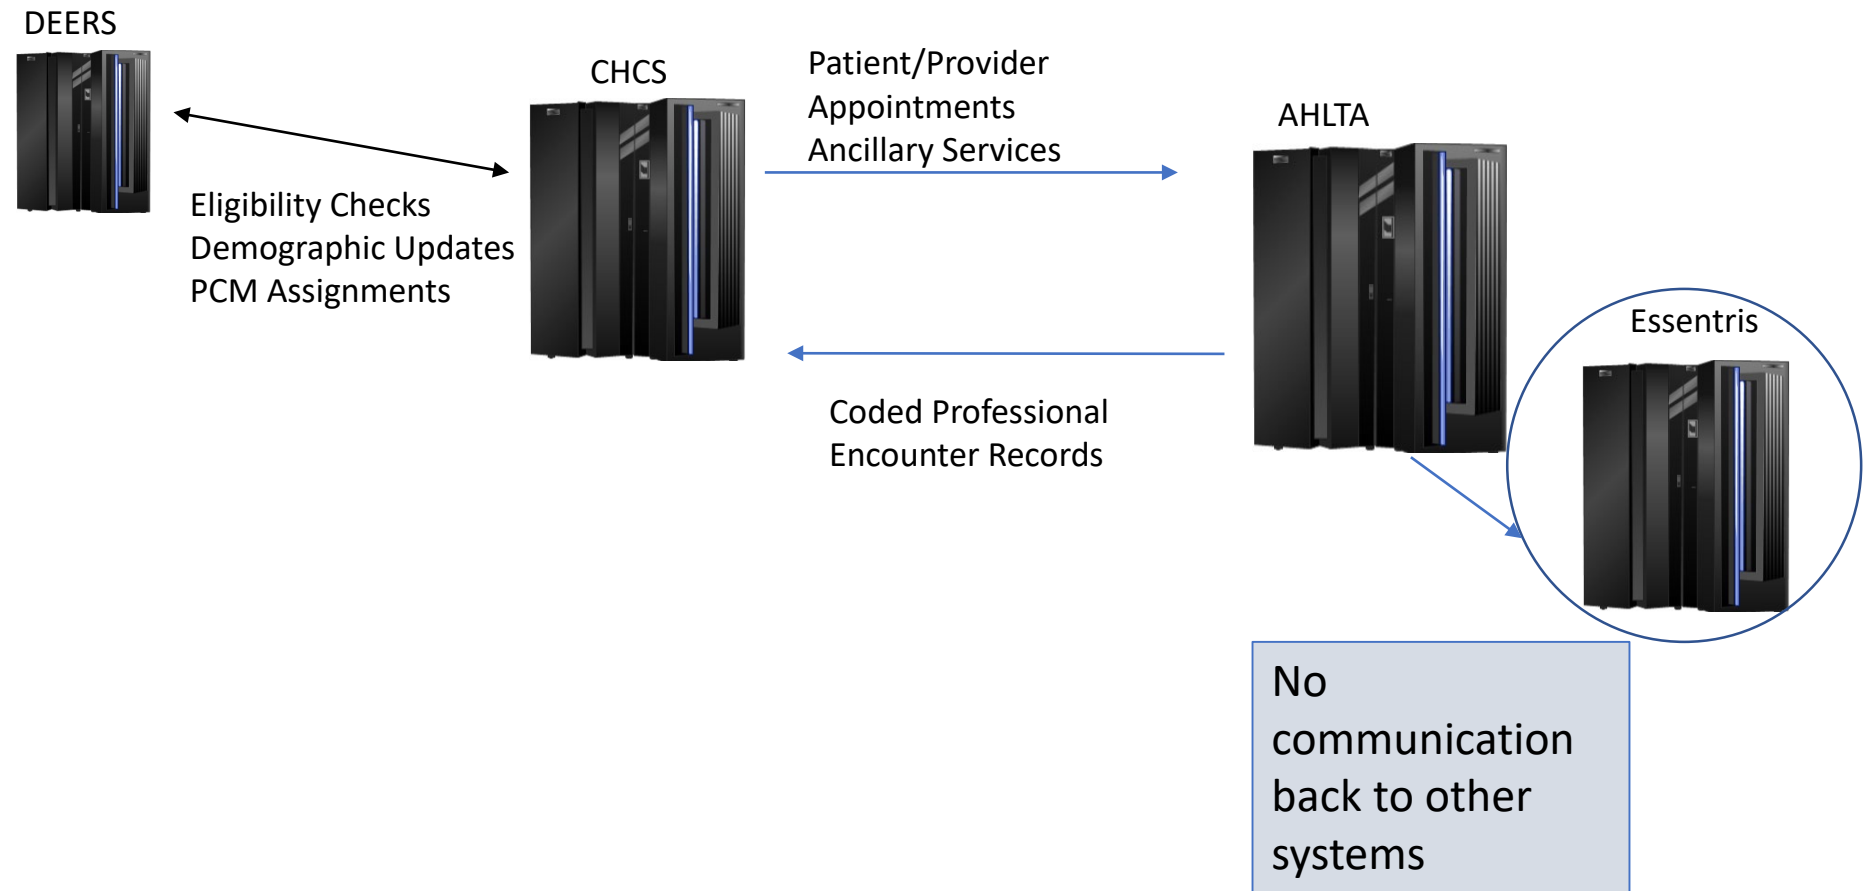 DEERS
CHCS
Patient/Provider
Appointments
Ancillary Services
AHLTA
Eligibility Checks
Demographic Updates
PCM Assignments
Essentris
Coded Professional
Encounter Records
No
communication
back to other
systems